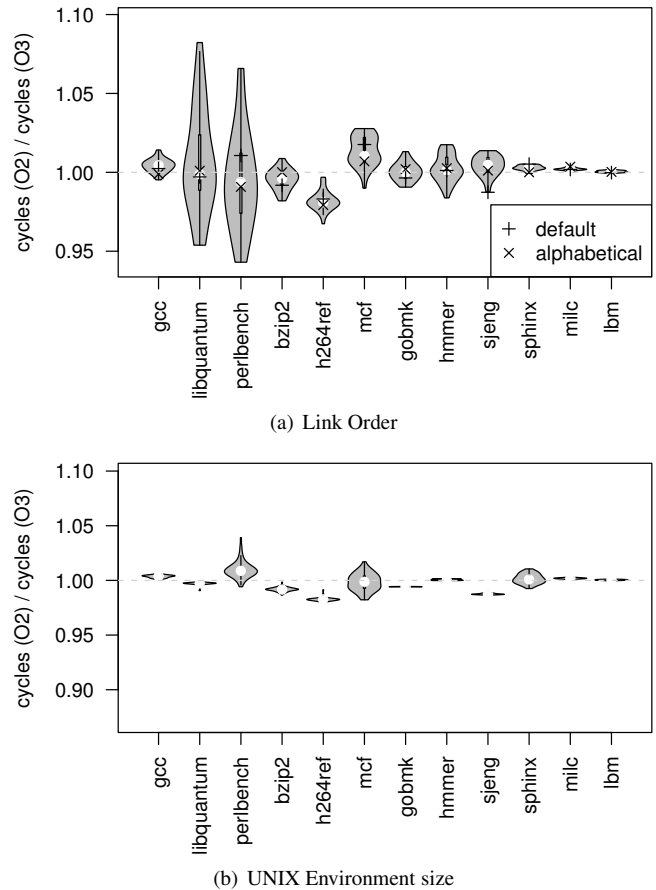 1.10
1.05
1.00
0.95
cycles (O2) / cycles (O3)
default
alphabetical
gcc
libquantum
perlbench
bzip2
h264ref
mcf
gobmk
hmmer
sjeng
sphinx
milc
lbm
(a) Link Order
1.10
1.05
1.00
0.95
0.90
cycles (O2) / cycles (O3)
gcc
libquantum
perlbench
bzip2
h264ref
mcf
gobmk
hmmer
sjeng
sphinx
milc
lbm
(b) UNIX Environment size